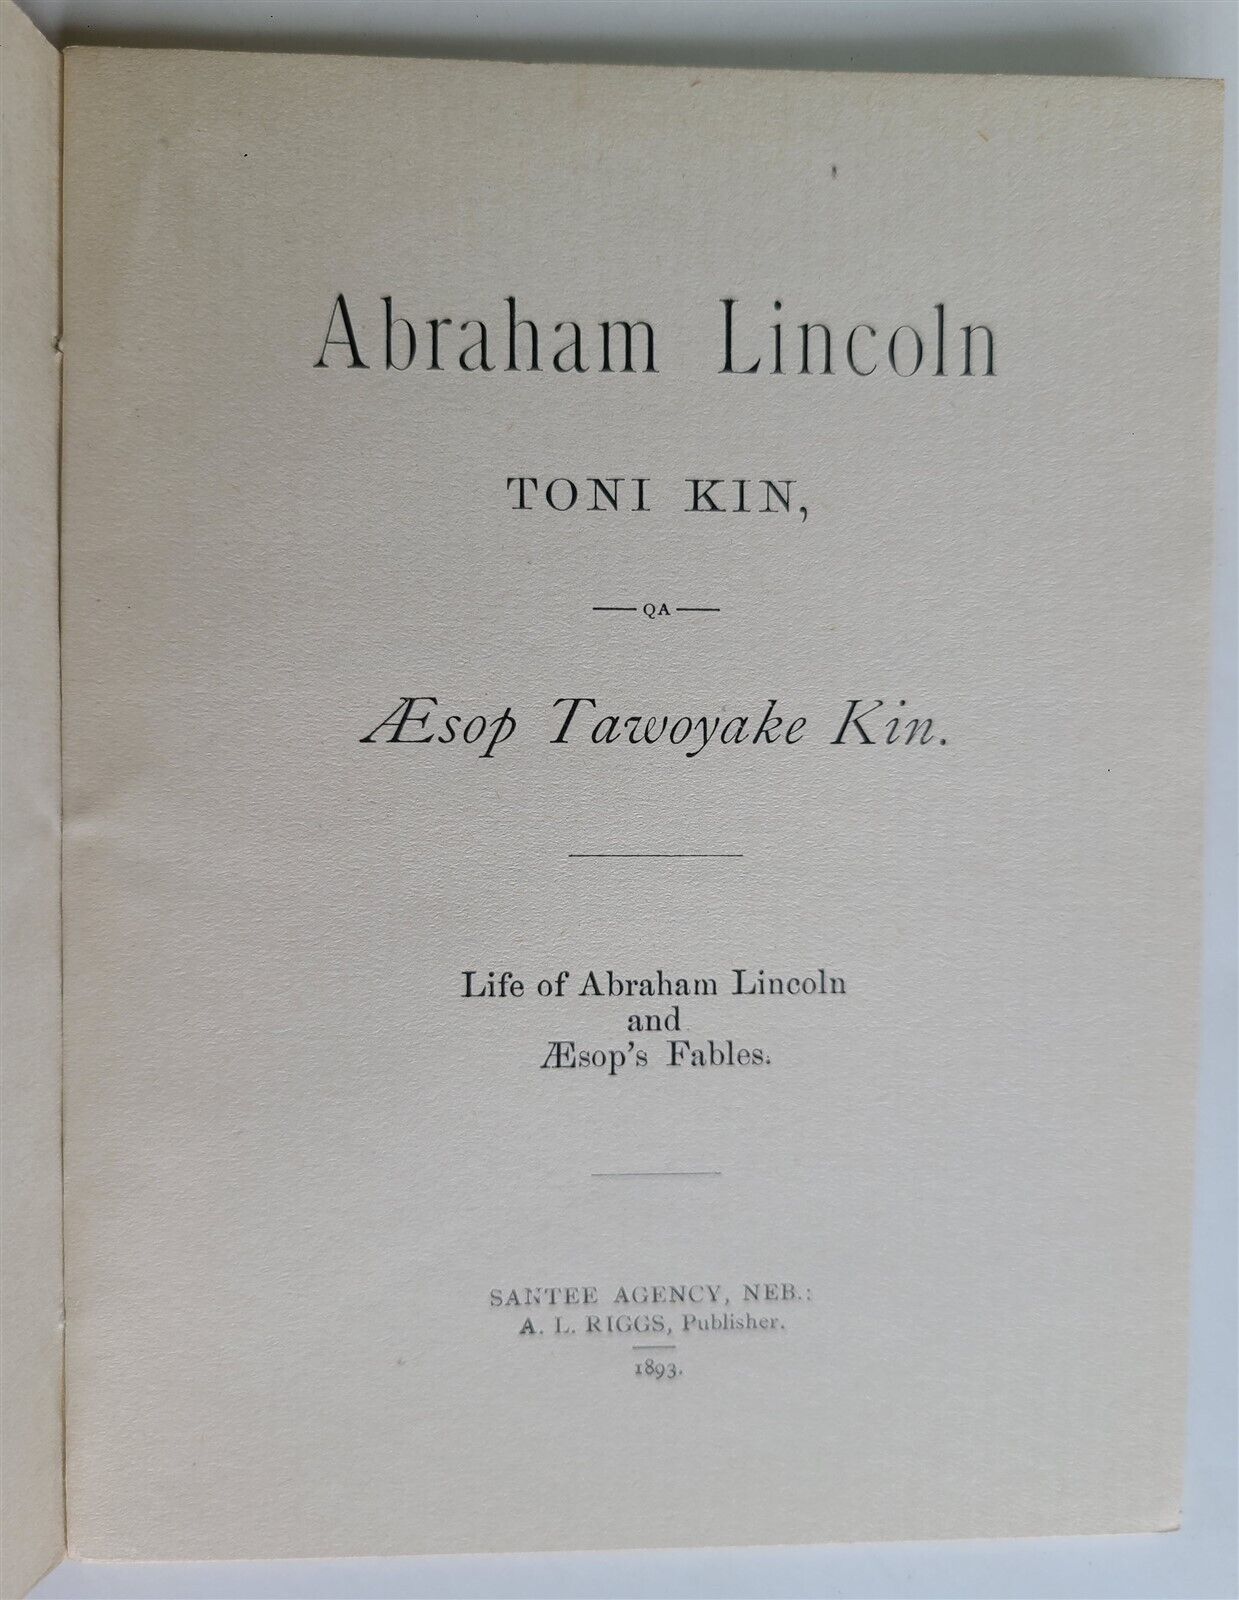 Abraham Lincoln
TONI KIN,
QA
Æsop Tawoyake Kin.
Life of Abraham Lincoln
and
Æsop's Fables.
SANTEE AGENCY, NEB.:
A. L. RIGGS, Publisher.
1893.